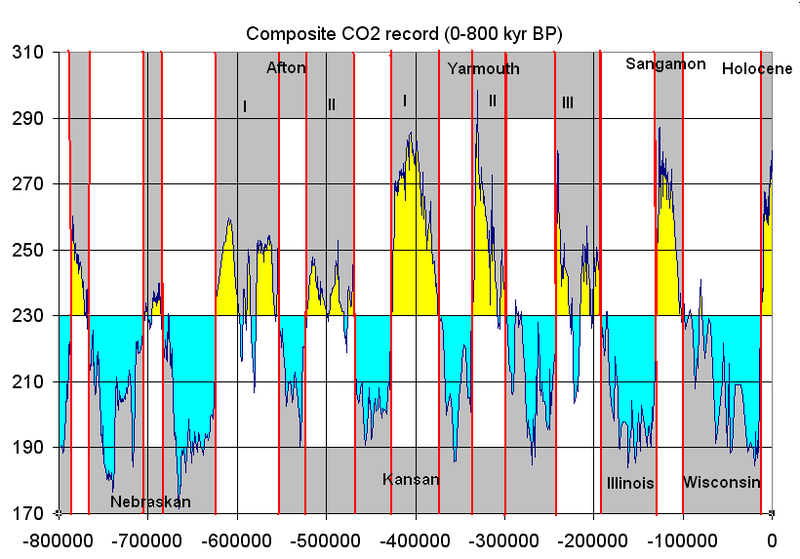 Composite CO2 record (0-800 kyr BP)
310
290
270
250
230
210
190
170
Afton
Yarmouth
Sangamon
Holocene
I
II
I
II
III
Nebraskan
Kansan
Illinois
Wisconsin
-800000 -700000 -600000 -500000 -400000 -300000 -200000 -100000 0